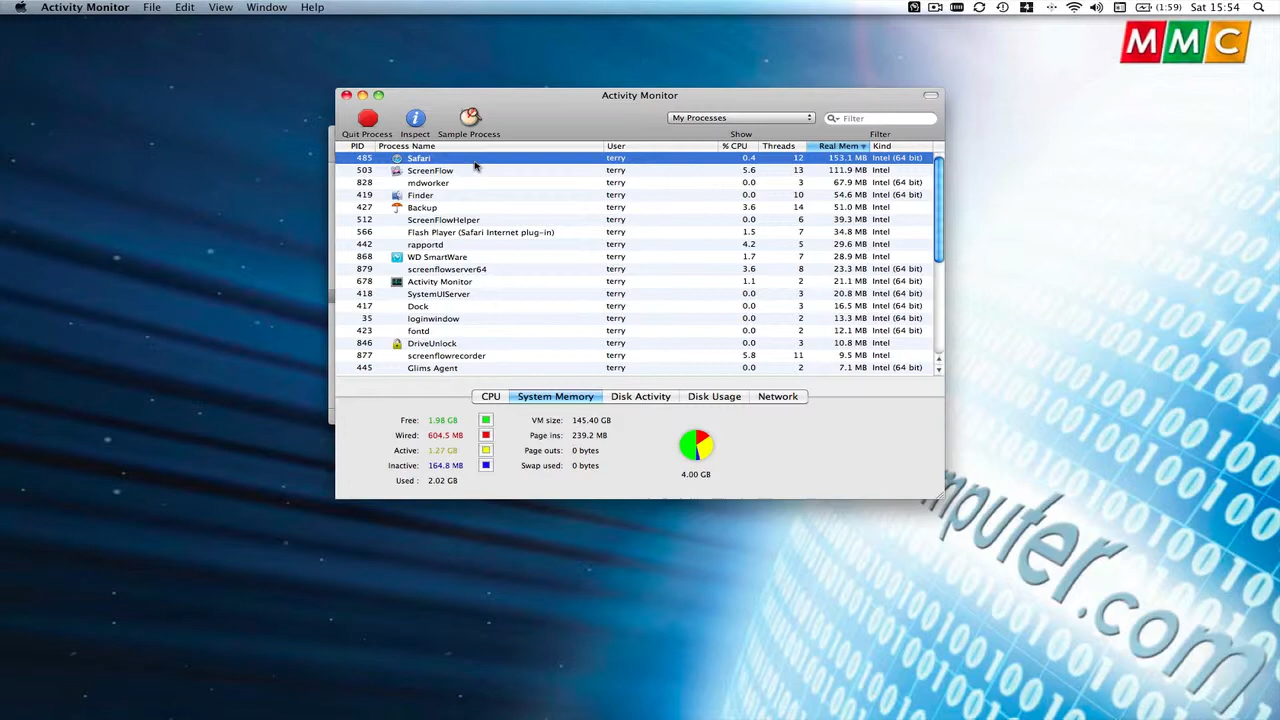 Activity Monitor File Edit View Window Help (1:59) Sat 15:54
MMC
Activity Monitor
My Processes Filter
Quit Process Inspect Sample Process Show Filter
PID Process Name User % CPU Threads Real Mem Kind
485 Safari terry 0.4 12 153.1 MB Intel (64 bit)
503 ScreenFlow terry 5.6 13 111.9 MB Intel
828 mdworker terry 0.0 3 67.9 MB Intel (64 bit)
419 Finder terry 0.0 10 54.6 MB Intel (64 bit)
427 Backup terry 3.6 14 51.0 MB Intel
512 ScreenFlowHelper terry 0.0 6 39.3 MB Intel
566 Flash Player (Safari Internet plug-in) terry 1.5 7 34.8 MB Intel
442 rapportd terry 4.2 5 29.6 MB Intel
868 WD SmartWare terry 1.7 7 28.9 MB Intel
879 screenflowserver64 terry 3.6 8 23.3 MB Intel (64 bit)
678 Activity Monitor terry 1.1 2 21.1 MB Intel (64 bit)
418 SystemUIServer terry 0.0 3 20.8 MB Intel (64 bit)
417 Dock terry 0.0 3 16.5 MB Intel (64 bit)
35 loginwindow terry 0.0 2 13.3 MB Intel (64 bit)
423 fontd terry 0.0 2 12.1 MB Intel (64 bit)
846 DriveUnlock terry 0.0 3 10.8 MB Intel
877 screenflowrecorder terry 5.8 11 9.5 MB Intel
445 Glims Agent terry 0.0 2 7.1 MB Intel (64 bit)
CPU System Memory Disk Activity Disk Usage Network
Free: 1.98 GB VM size: 145.40 GB
Wired: 604.5 MB Page ins: 239.2 MB
Active: 1.27 GB Page outs: 0 bytes
Inactive: 164.8 MB Swap used: 0 bytes
Used : 2.02 GB 4.00 GB
mputer.com